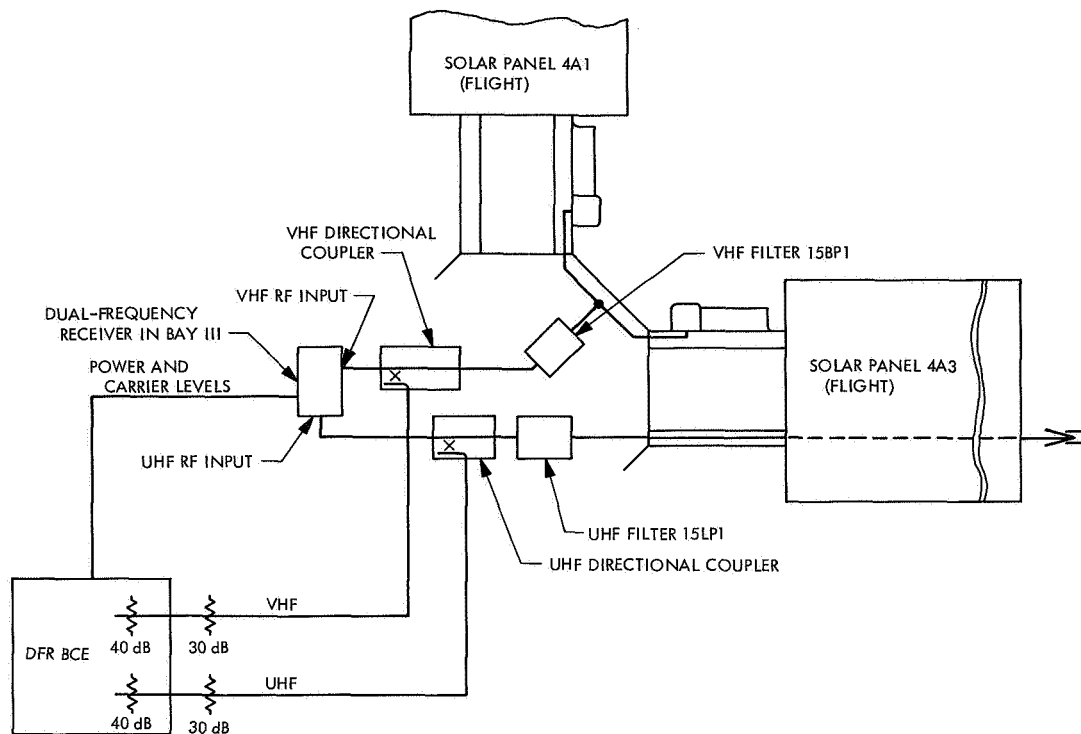 SOLAR PANEL 4A1
(FLIGHT)
VHF DIRECTIONAL
COUPLER
VHF FILTER 15BP1
VHF RF INPUT
DUAL-FREQUENCY
RECEIVER IN BAY III
POWER AND
CARRIER LEVELS
SOLAR PANEL 4A3
(FLIGHT)
UHF RF INPUT
UHF FILTER 15LP1
UHF DIRECTIONAL COUPLER
VHF
40 dB
30 dB
DFR BCE
UHF
40 dB
30 dB